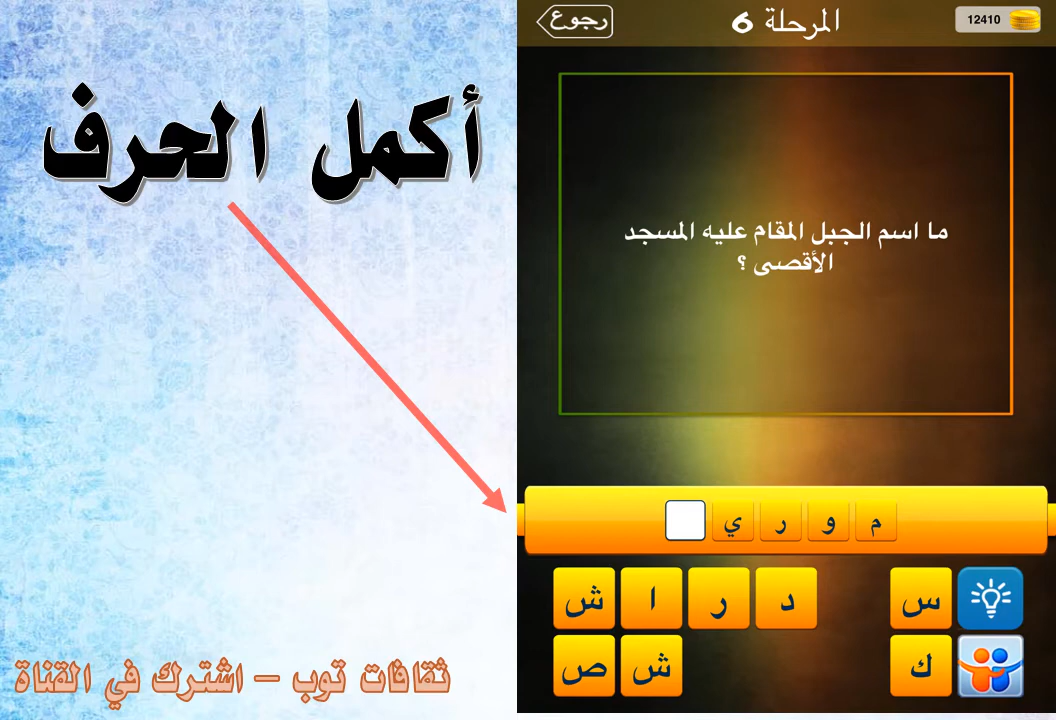 أكمل الحرف
ثقافات توب – اشترك في القناة
رجوع
المرحلة 6
12410
ما اسم الجبل المقام عليه المسجد
الأقصى ؟
م و ر ي
س د ر ا ش
ك ش ص